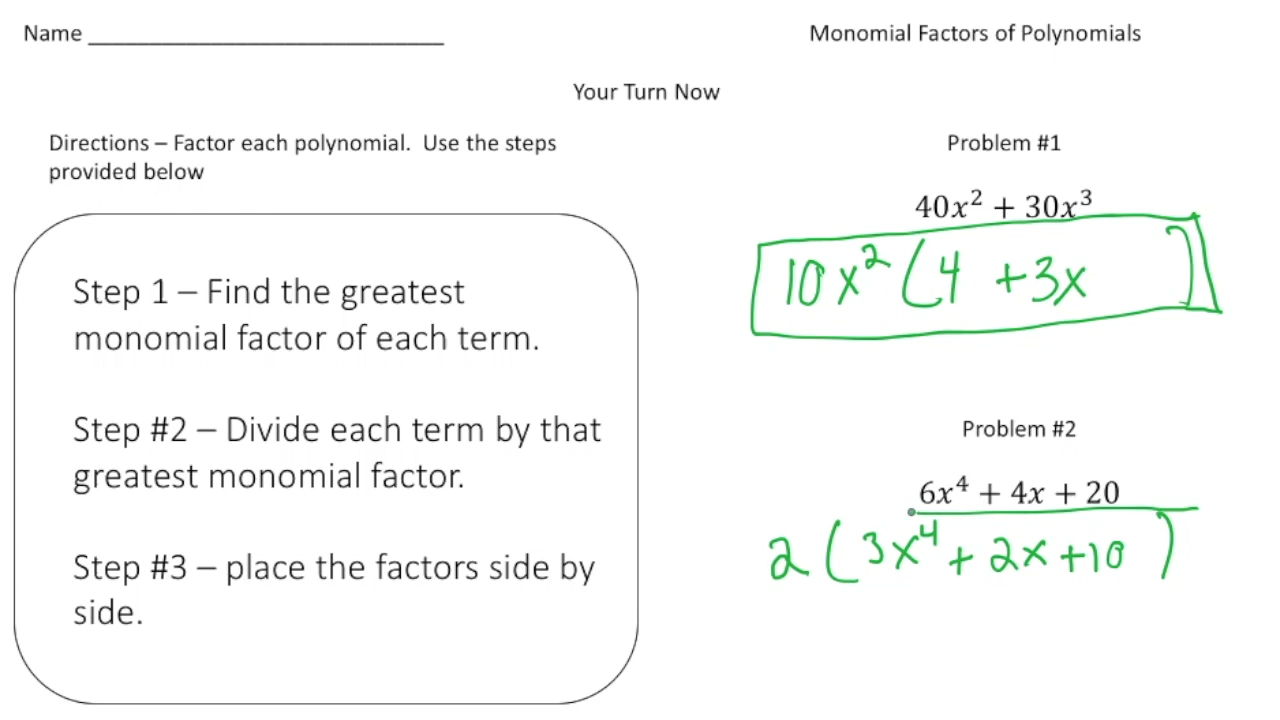 Name ___________________________
Monomial Factors of Polynomials
Your Turn Now
Directions – Factor each polynomial.  Use the steps
provided below
Step 1 – Find the greatest
monomial factor of each term.
Step #2 – Divide each term by that
greatest monomial factor.
Step #3 – place the factors side by
side.
Problem #1
40x² + 30x³
10x² (4 +3x )
Problem #2
6x⁴ + 4x + 20
2 (3x⁴ + 2x +10 )